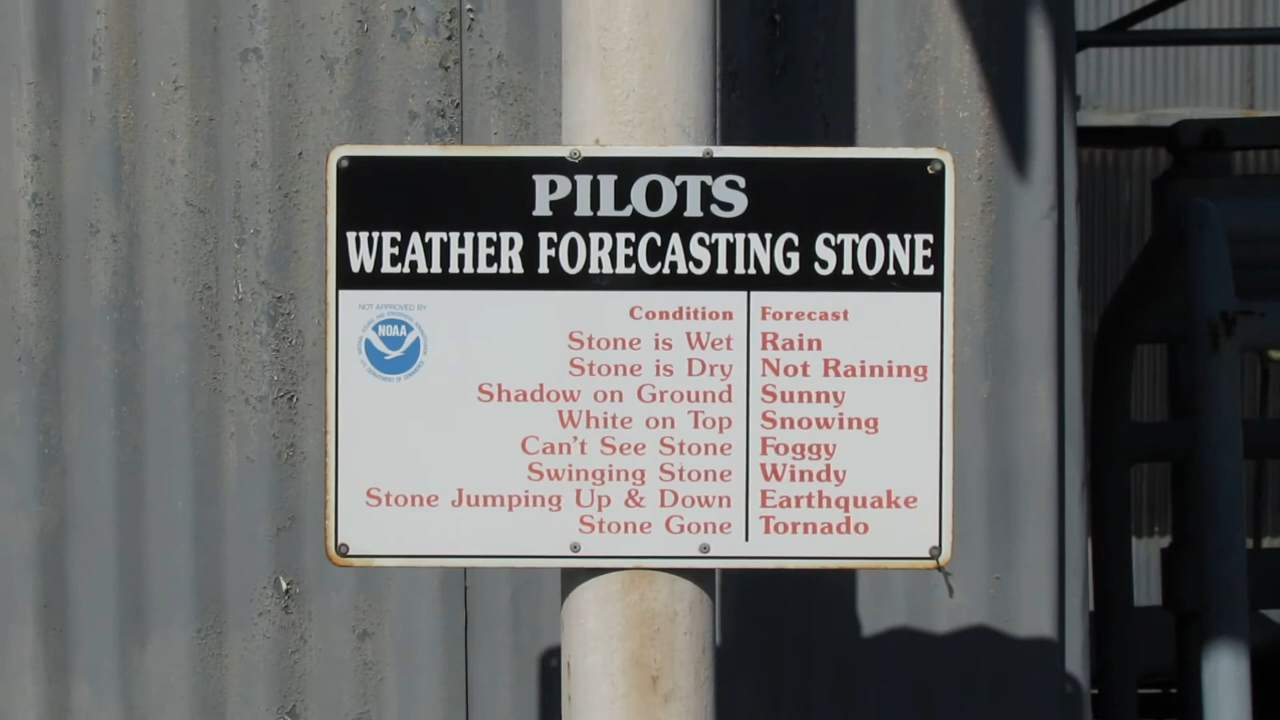 PILOTS
WEATHER FORECASTING STONE
NOT APPROVED BY
NOAA
Condition Forecast
Stone is Wet Rain
Stone is Dry Not Raining
Shadow on Ground Sunny
White on Top Snowing
Can't See Stone Foggy
Swinging Stone Windy
Stone Jumping Up & Down Earthquake
Stone Gone Tornado